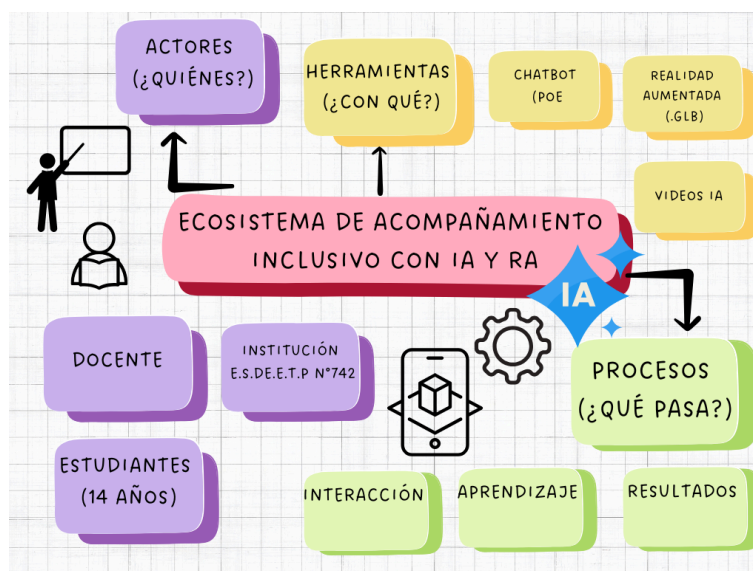 ACTORES
(¿QUIÉNES?)
HERRAMIENTAS
(¿CON QUÉ?)
CHATBOT
(POE
REALIDAD
AUMENTADA
(.GLB)
VIDEOS IA
ECOSISTEMA DE ACOMPAÑAMIENTO
INCLUSIVO CON IA Y RA
IA
DOCENTE
INSTITUCIÓN
E.S.DE.E.T.P N°742
PROCESOS
(¿QUÉ PASA?)
ESTUDIANTES
(14 AÑOS)
INTERACCIÓN
APRENDIZAJE
RESULTADOS